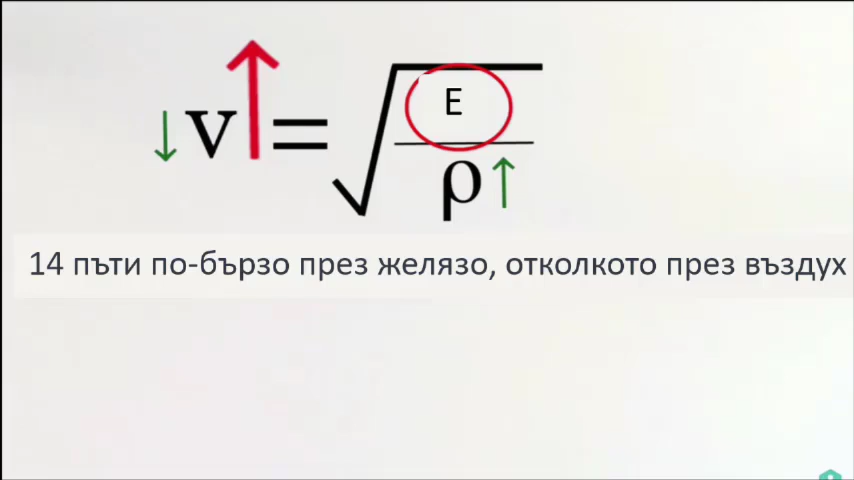 ↓v↑=√E/ρ↑
14 пъти по-бързо през желязо, отколкото през въздух